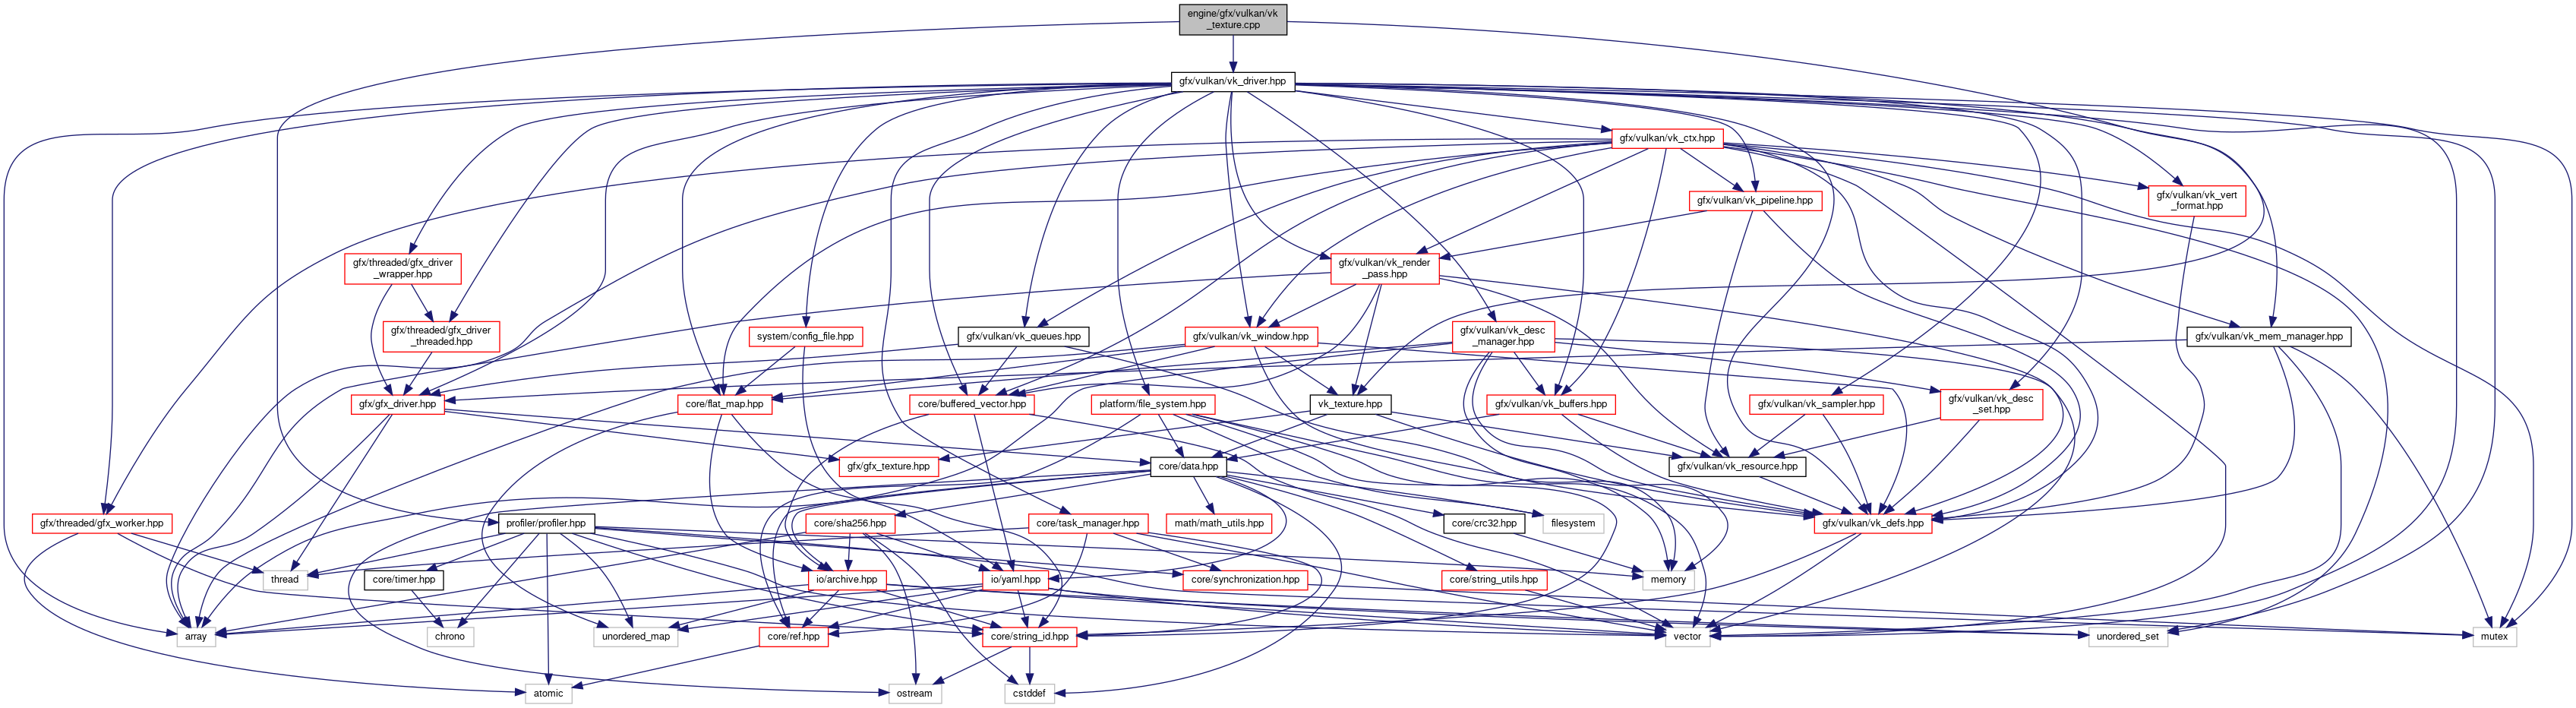 engine/gfx/vulkan/vk
_texture.cpp
gfx/vulkan/vk_driver.hpp
gfx/vulkan/vk_ctx.hpp
gfx/vulkan/vk_pipeline.hpp
gfx/vulkan/vk_vert
_format.hpp
gfx/threaded/gfx_driver
_wrapper.hpp
gfx/vulkan/vk_render
_pass.hpp
gfx/threaded/gfx_driver
_threaded.hpp
system/config_file.hpp
gfx/vulkan/vk_queues.hpp
gfx/vulkan/vk_window.hpp
gfx/vulkan/vk_desc
_manager.hpp
gfx/vulkan/vk_mem_manager.hpp
gfx/gfx_driver.hpp
core/flat_map.hpp
core/buffered_vector.hpp
platform/file_system.hpp
vk_texture.hpp
gfx/vulkan/vk_buffers.hpp
gfx/vulkan/vk_sampler.hpp
gfx/vulkan/vk_desc
_set.hpp
gfx/gfx_texture.hpp
core/data.hpp
gfx/vulkan/vk_resource.hpp
gfx/threaded/gfx_worker.hpp
profiler/profiler.hpp
core/sha256.hpp
core/task_manager.hpp
math/math_utils.hpp
core/crc32.hpp
filesystem
gfx/vulkan/vk_defs.hpp
thread
core/timer.hpp
io/archive.hpp
io/yaml.hpp
core/synchronization.hpp
core/string_utils.hpp
memory
array
chrono
unordered_map
core/ref.hpp
core/string_id.hpp
vector
unordered_set
mutex
atomic
ostream
cstddef